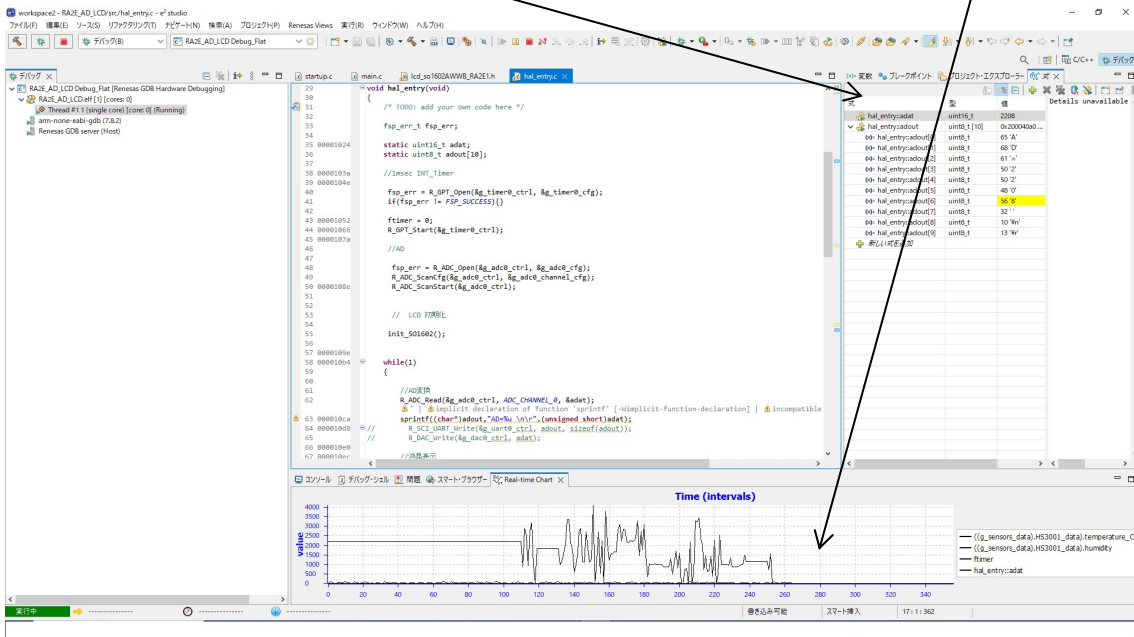 workspace2 - RA2E_AD_LCD/src/hal_entry.c - e² studio
ファイル(F) 編集(E) ソース(S) リファクタリング(T) ナビゲート(N) 検索(A) プロジェクト(P) Renesas Views 実行(R) ウィンドウ(W) ヘルプ(H)
デバッグ(B) RA2E_AD_LCD Debug_Flat
C/C++ デバッグ
デバッグ
RA2E_AD_LCD Debug_Flat [Renesas GDB Hardware Debugging]
RA2E_AD_LCD.elf [1] [cores: 0]
Thread #1 1 (single core) [core: 0] (Running)
arm-none-eabi-gdb (7.8.2)
Renesas GDB server (Host)
startup.c main.c lcd_so1602AWWB_RA2E1.h hal_entry.c
29 void hal_entry(void)
30 {
31 /* TODO: add your own code here */
32
33 fsp_err_t fsp_err;
34
35 00001024 static uint16_t adat;
36 static uint8_t adout[10];
37
38 0000103a //1msec INT_Timer
39 0000104e
40 fsp_err = R_GPT_Open(&g_timer0_ctrl, &g_timer0_cfg);
41 if(fsp_err != FSP_SUCCESS){}
42
43 00001052 ftimer = 0;
44 00001066 R_GPT_Start(&g_timer0_ctrl);
45 0000107a
46 //AD
47
48 fsp_err = R_ADC_Open(&g_adc0_ctrl, &g_adc0_cfg);
49 R_ADC_ScanCfg(&g_adc0_ctrl, &g_adc0_channel_cfg);
50 0000108e R_ADC_ScanStart(&g_adc0_ctrl);
51
52
53 // LCD 初期化
54
55 init_SO1602();
56
57 0000109e
58 000010b4 while(1)
59 {
60
61 //AD変換
62 R_ADC_Read(&g_adc0_ctrl, ADC_CHANNEL_0, &adat);
' | implicit declaration of function 'sprintf' [-Wimplicit-function-declaration] | incompatible
63 000010ca sprintf((char*)adout,"AD=%u \n\r",(unsigned short)adat);
64 000010d8 // R_SCI_UART_Write(&g_uart0_ctrl, adout, sizeof(adout));
65 // R_DAC_Write(&g_dac0_ctrl, adat);
66 000010e0
67 000010ec //液晶表示
変数 ブレークポイント プロジェクト・エクスプローラー 式
式 型 値
hal_entry::adat uint16_t 2208
hal_entry::adout uint8_t [10] 0x200040a0 ...
hal_entry::adout[0] uint8_t 65 'A'
hal_entry::adout[1] uint8_t 68 'D'
hal_entry::adout[2] uint8_t 61 '='
hal_entry::adout[3] uint8_t 50 '2'
hal_entry::adout[4] uint8_t 50 '2'
hal_entry::adout[5] uint8_t 48 '0'
hal_entry::adout[6] uint8_t 56 '8'
hal_entry::adout[7] uint8_t 32 ' '
hal_entry::adout[8] uint8_t 10 '¥n'
hal_entry::adout[9] uint8_t 13 '¥r'
新しい式を追加
Details unavailable
コンソール デバッグ・シェル 問題 スマート・ブラウザー Real-time Chart
Time (intervals)
value
4000
3500
3000
2500
2000
1500
1000
500
0
0 20 40 60 80 100 120 140 160 180 200 220 240 260 280 300 320 340
((g_sensors_data).HS3001_data).temperature_C
((g_sensors_data).HS3001_data).humidity
ftimer
hal_entry::adat
実行中 --------------- --------------- --------------- 書き込み可能 スマート挿入 17 : 1 : 362